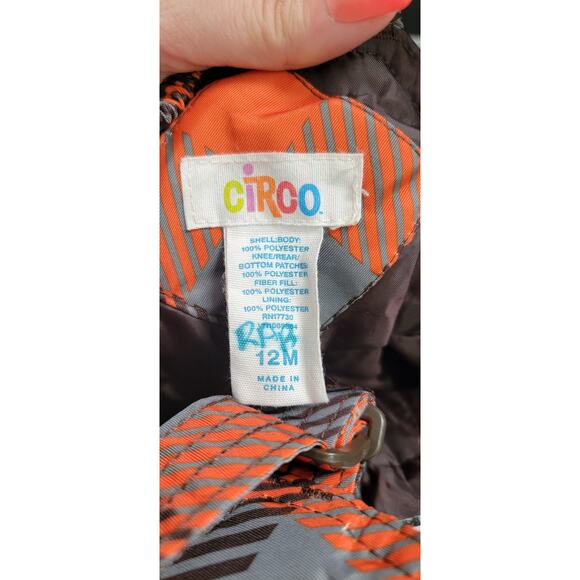 CiRCO
SHELL:BODY:
100% POLYESTER
KNEE/REAR/
BOTTOM PATCHES:
100% POLYESTER
FIBER FILL:
100% POLYESTER
LINING:
100% POLYESTER
RN17730
12M
MADE IN
CHINA